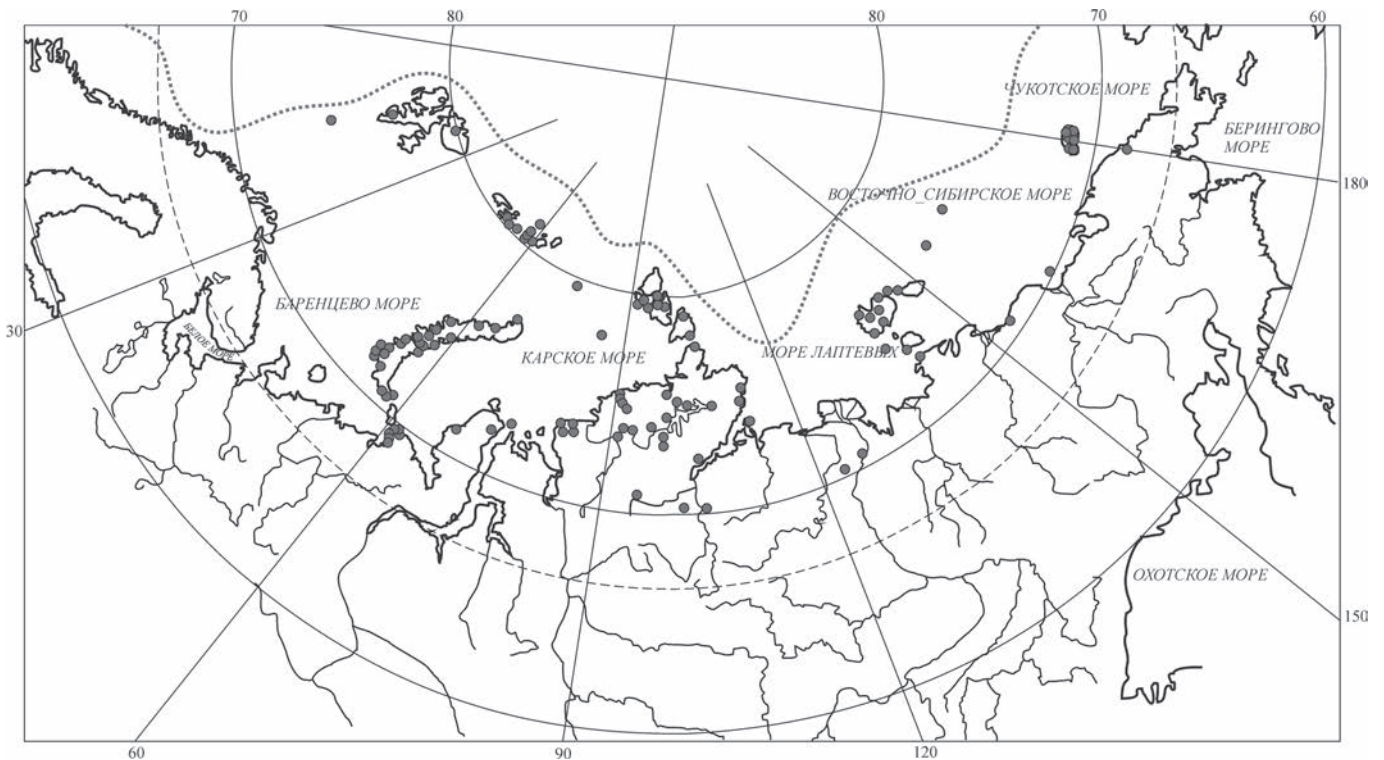 70 80 80 70 60
ЧУКОТСКОЕ МОРЕ
БЕРИНГОВО
МОРЕ
180
ВОСТОЧНО_СИБИРСКОЕ МОРЕ
БАРЕНЦЕВО МОРЕ
30
БЕЛОЕ МОРЕ
КАРСКОЕ МОРЕ
МОРЕ ЛАПТЕВЫХ
ОХОТСКОЕ МОРЕ
150
60 90 120